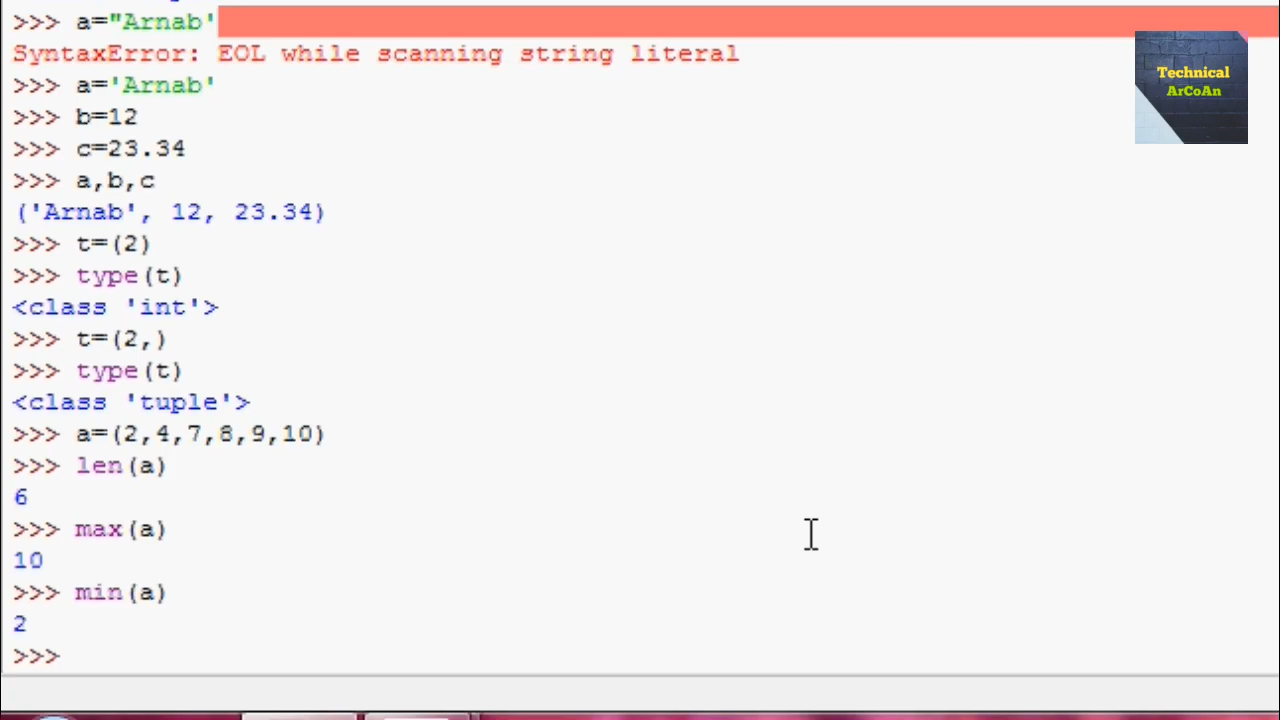 >>> a="Arnab'
SyntaxError: EOL while scanning string literal
>>> a='Arnab'
>>> b=12
>>> c=23.34
>>> a,b,c
('Arnab', 12, 23.34)
>>> t=(2)
>>> type(t)
<class 'int'>
>>> t=(2,)
>>> type(t)
<class 'tuple'>
>>> a=(2,4,7,8,9,10)
>>> len(a)
6
>>> max(a)
10
>>> min(a)
2
>>>
Technical
ArCoAn